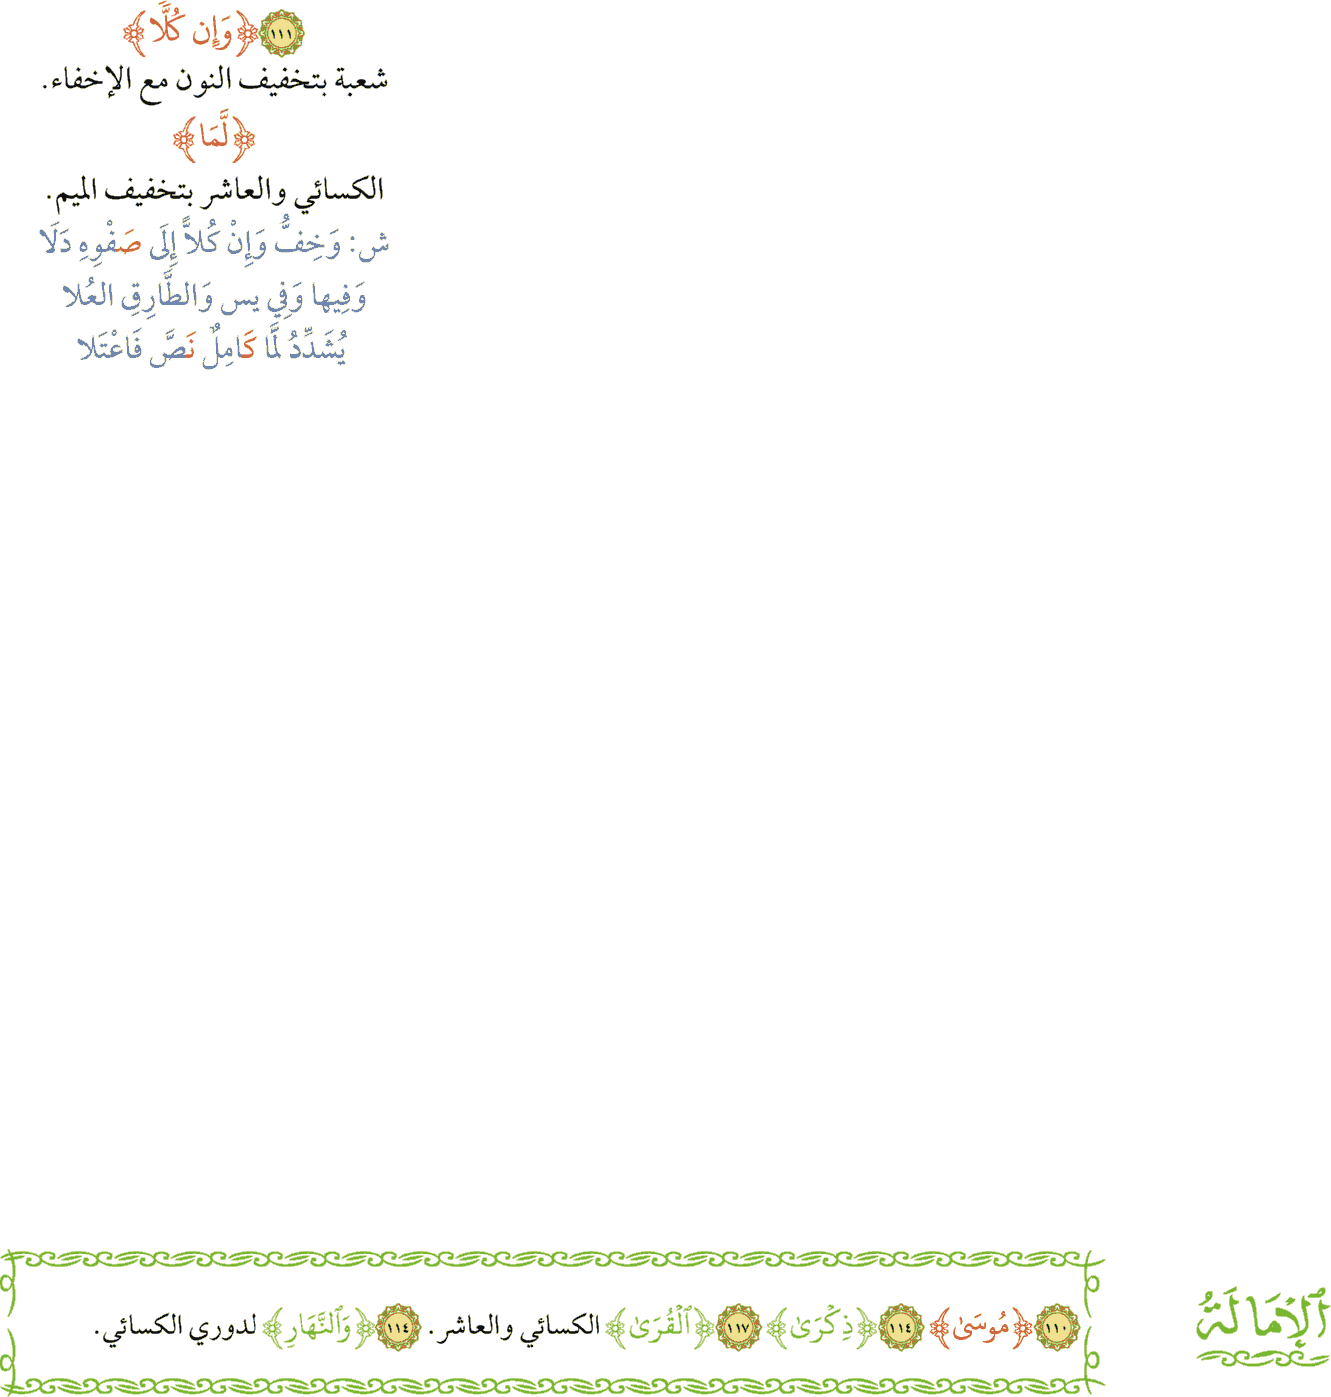 ١١١ ﴿وَإِن كُلًّا﴾
شعبة بتخفيف النون مع الإخفاء.
﴿لَّمَا﴾
الكسائي والعاشر بتخفيف الميم.
ش: وَخِفُّ وَإِنْ كُلاًّ إِلَى صَفْوِهِ دَلَا
وَفِيها وَفِي يس وَالطَّارِقِ العُلا
يُشَدِّدُ لَمَّا كَامِلٌ نَصَّ فَاعْتَلا
ٱلْإِمَالَةُ
١١٠ ﴿مُوسَىٰ﴾ ١١٤ ﴿ذِكْرَىٰ﴾ ١١٧ ﴿ٱلْقُرَىٰ﴾ الكسائي والعاشر. ١١٤ ﴿وَٱلنَّهَارِ﴾ لدوري الكسائي.